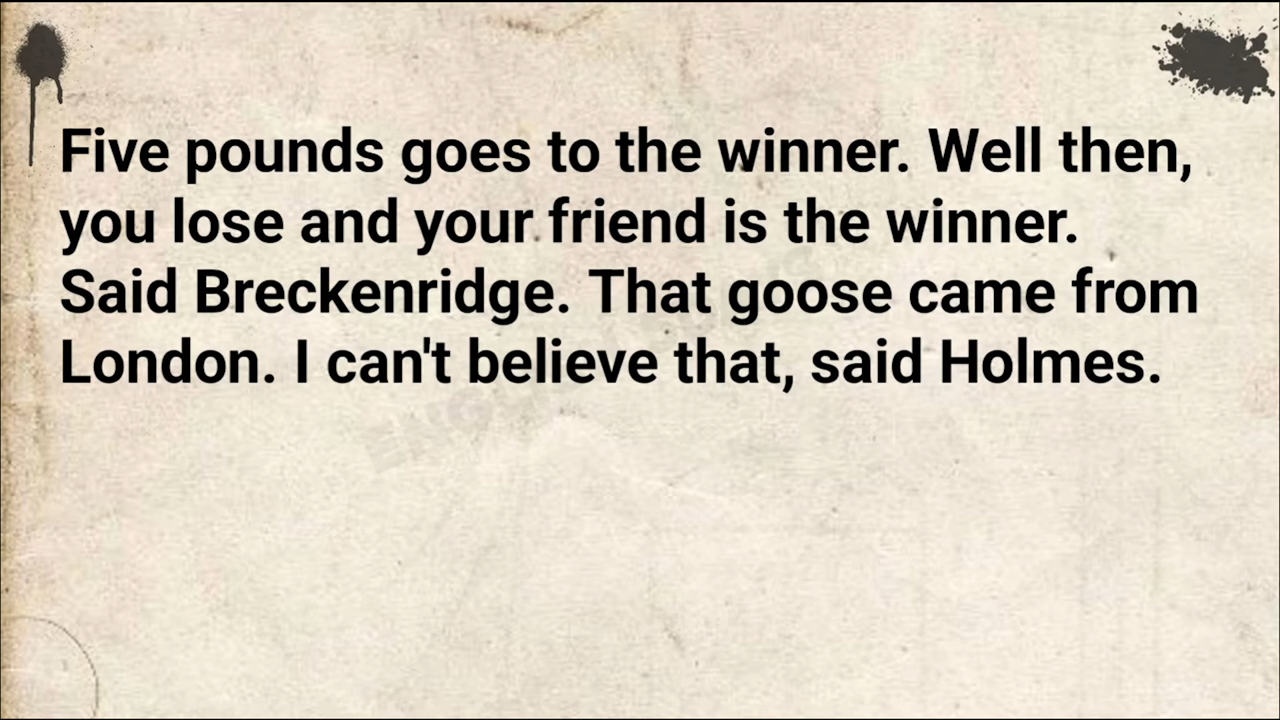 Five pounds goes to the winner. Well then,
you lose and your friend is the winner.
Said Breckenridge. That goose came from
London. I can't believe that, said Holmes.